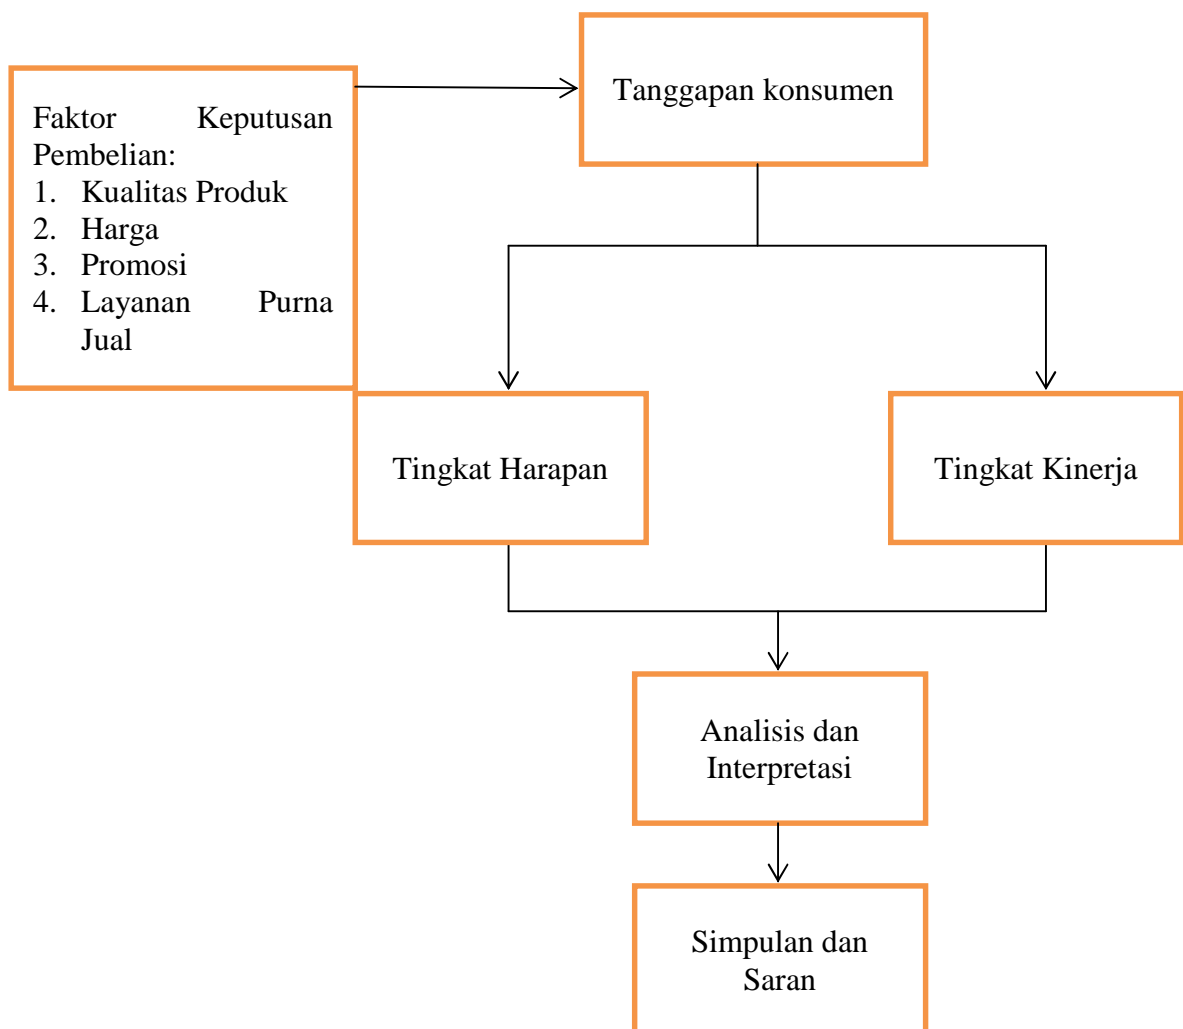 Tanggapan konsumen
Faktor Keputusan
Pembelian:
1. Kualitas Produk
2. Harga
3. Promosi
4. Layanan Purna
Jual
Tingkat Harapan
Tingkat Kinerja
Analisis dan
Interpretasi
Simpulan dan
Saran